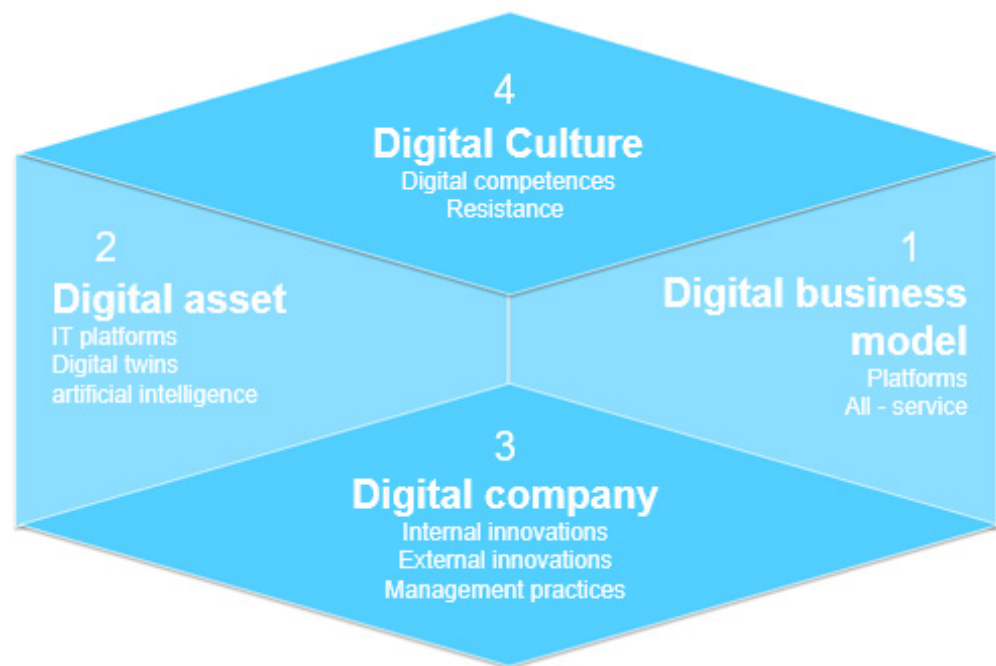 4
Digital Culture
Digital competences
Resistance
2
Digital asset
IT platforms
Digital twins
artificial intelligence
1
Digital business
model
Platforms
All - service
3
Digital company
Internal innovations
External innovations
Management practices